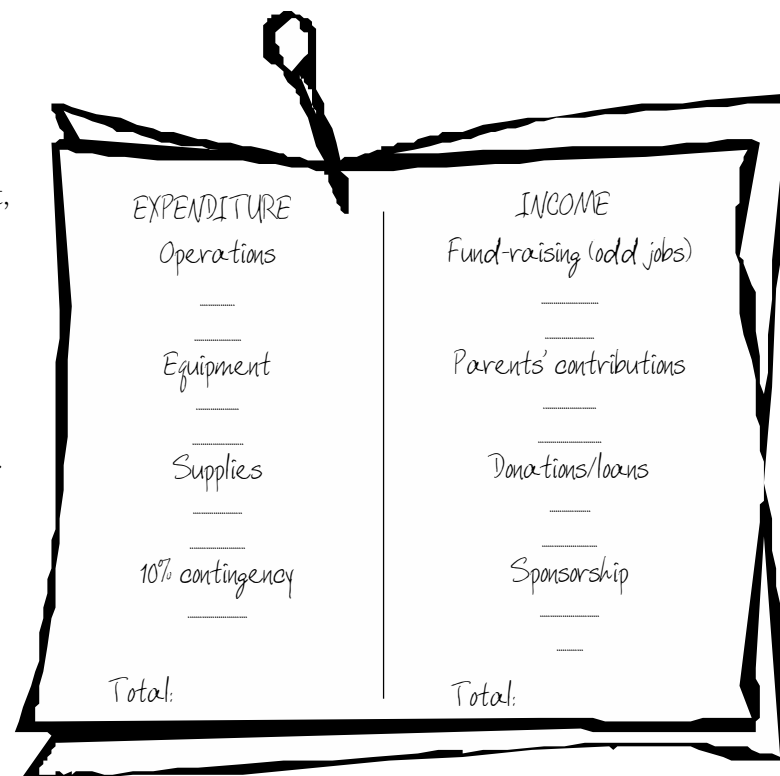 EXPENDITURE
Operations
Equipment
Supplies
10% contingency
Total:
INCOME
Fund-raising (odd jobs)
Parents' contributions
Donations/loans
Sponsorship
Total: